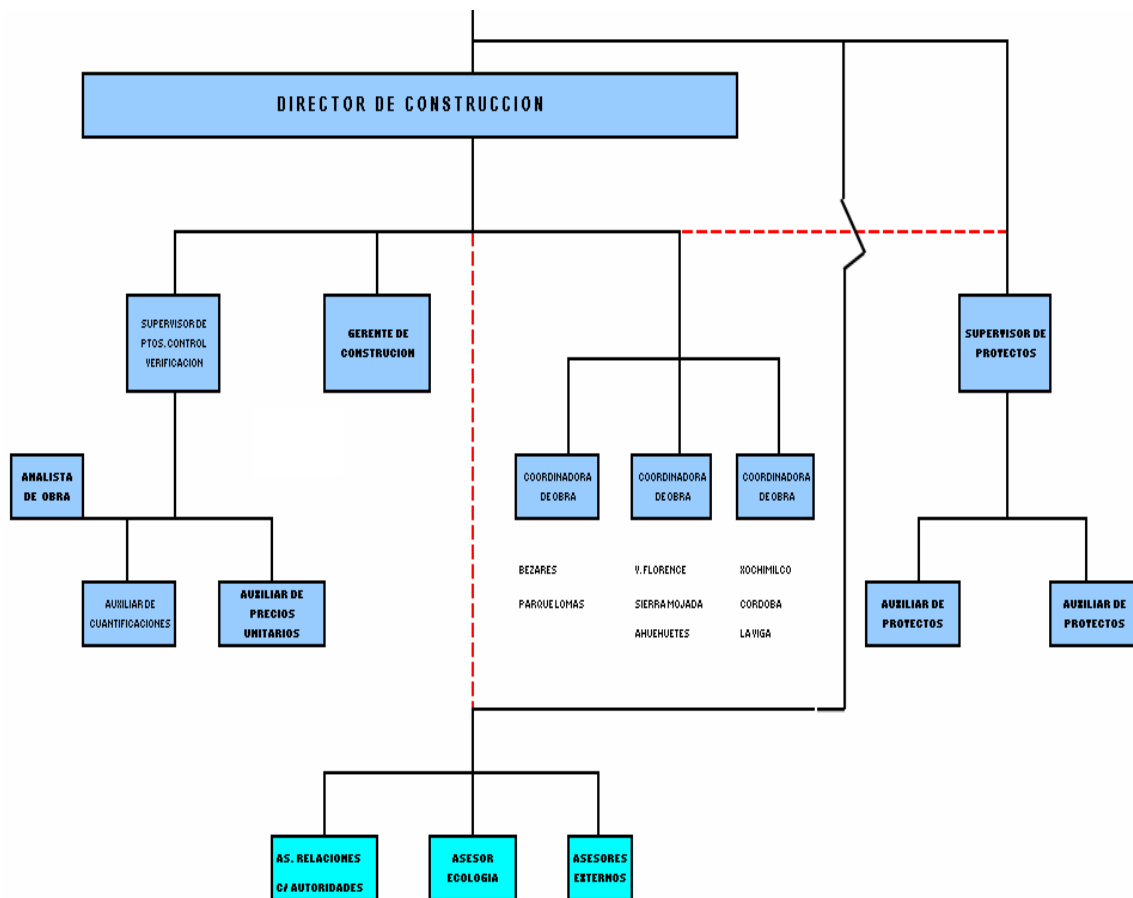 DIRECTOR DE CONSTRUCCION
SUPERVISOR DE
PTOS. CONTROL
VERIFICACION
GERENTE DE
CONSTRUCION
SUPERVISOR DE
PROTECTOS
ANALISTA
DE OBRA
COORDINADORA
DE OBRA
COORDINADORA
DE OBRA
COORDINADORA
DE OBRA
AUXILIAR DE
CUANTIFICACIONES
AUXILIAR DE
PRECIOS
UNITARIOS
BEZARES
PARQUE LOMAS
V. FLORENCE
SIERRA MOJADA
AHUEHUETES
XOCHIMILCO
CORDOBA
LA VIGA
AUXILIAR DE
PROTECTOS
AUXILIAR DE
PROTECTOS
AS. RELACIONES
C/ AUTORIDADES
ASESOR
ECOLOGIA
ASESORES
EXTERNOS